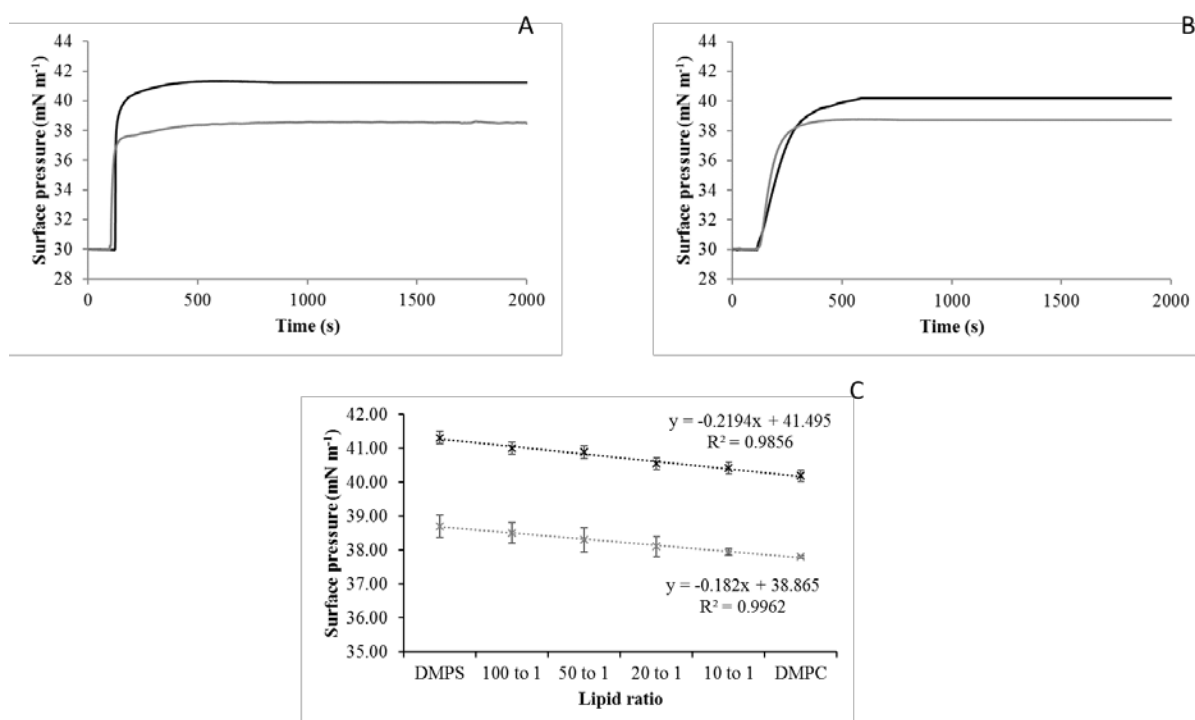 A
Surface pressure (mN m⁻¹)
44
42
40
38
36
34
32
30
28
0 500 1000 1500 2000
Time (s)
B
Surface pressure (mN m⁻¹)
44
42
40
38
36
34
32
30
28
0 500 1000 1500 2000
Time (s)
C
Surface pressure (mN m⁻¹)
42.00
41.00
40.00
39.00
38.00
37.00
36.00
35.00
y = -0.2194x + 41.495
R² = 0.9856
y = -0.182x + 38.865
R² = 0.9962
DMPS 100 to 1 50 to 1 20 to 1 10 to 1 DMPC
Lipid ratio